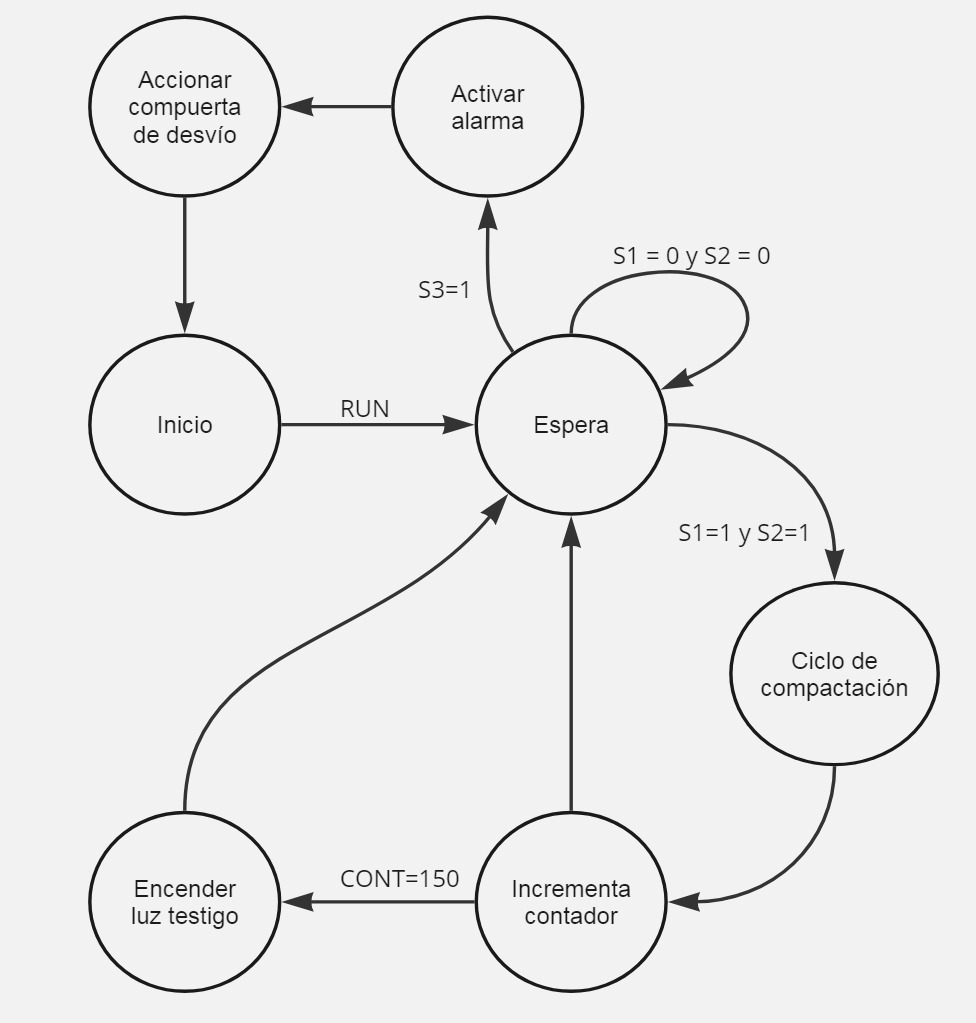 Accionar
compuerta
de desvío
Activar
alarma
S1 = 0 y S2 = 0
S3=1
Inicio
RUN
Espera
S1=1 y S2=1
Ciclo de
compactación
Encender
luz testigo
CONT=150
Incrementa
contador